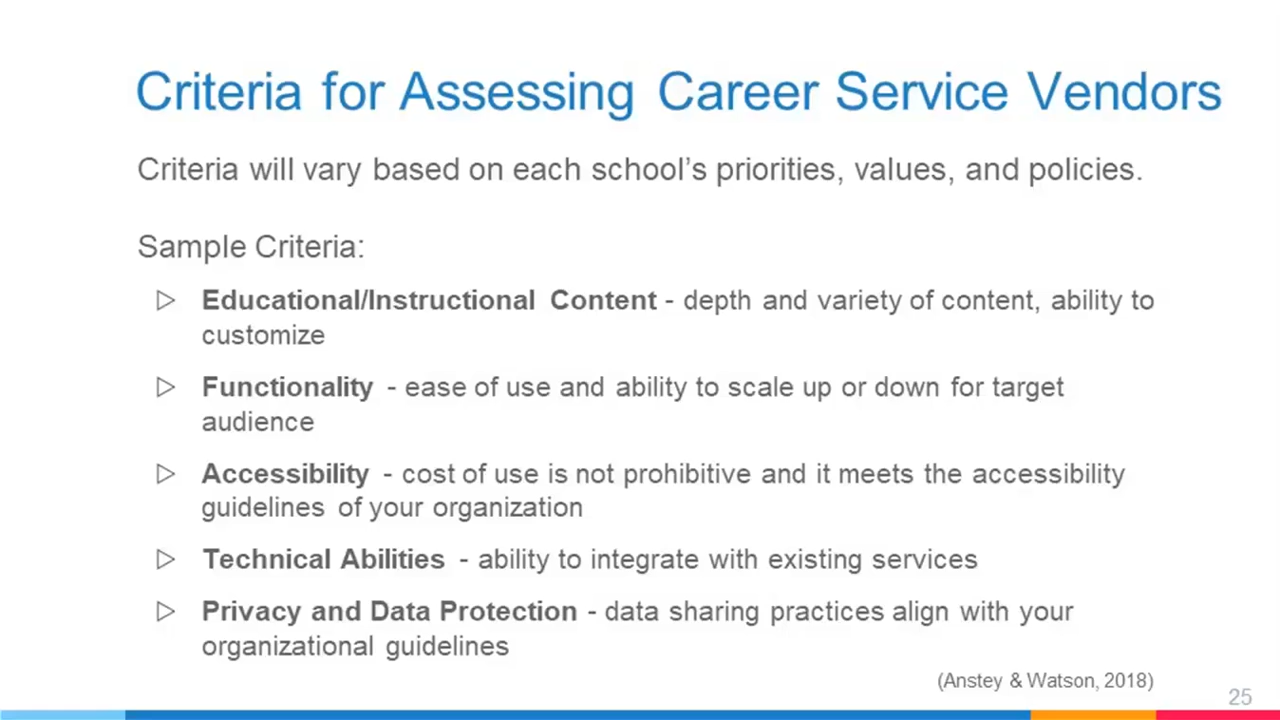 Criteria for Assessing Career Service Vendors
Criteria will vary based on each school’s priorities, values, and policies.
Sample Criteria:
▷ Educational/Instructional Content - depth and variety of content, ability to
customize
▷ Functionality - ease of use and ability to scale up or down for target
audience
▷ Accessibility - cost of use is not prohibitive and it meets the accessibility
guidelines of your organization
▷ Technical Abilities - ability to integrate with existing services
▷ Privacy and Data Protection - data sharing practices align with your
organizational guidelines
(Anstey & Watson, 2018)
25